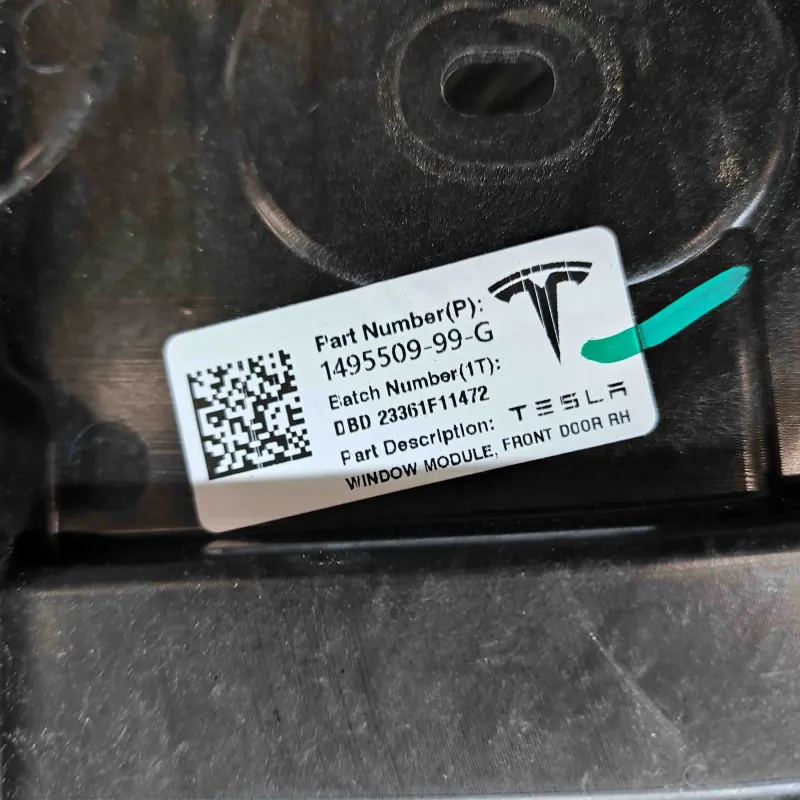 Part Number(P):
1495509-99-G
Batch Number(1T):
DBD 23361F11472
TESLA
Part Description:
WINDOW MODULE, FRONT DOOR RH